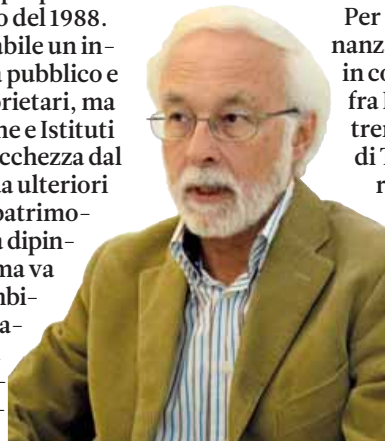 o del 1988.
abile un in-
pubblico e
rietari, ma
ne e Istituti
cchezza dal
a ulteriori
patrimo-
dipin-
ma va
mbi-
a-
-
-
Per
nanz
in co
fra l
tren
di T
r